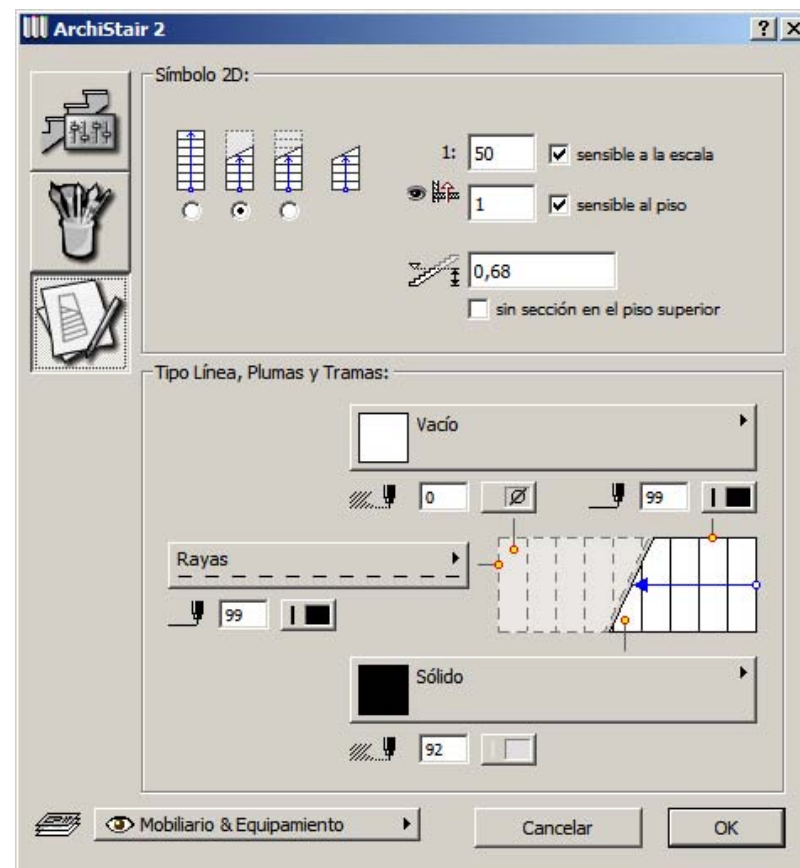 ArchiStair 2
Símbolo 2D:
1: 50 sensible a la escala
1 sensible al piso
0,68
sin sección en el piso superior
Tipo Línea, Plumas y Tramas:
Vacío
0 99
Rayas
99
Sólido
92
Mobiliario & Equipamiento Cancelar OK